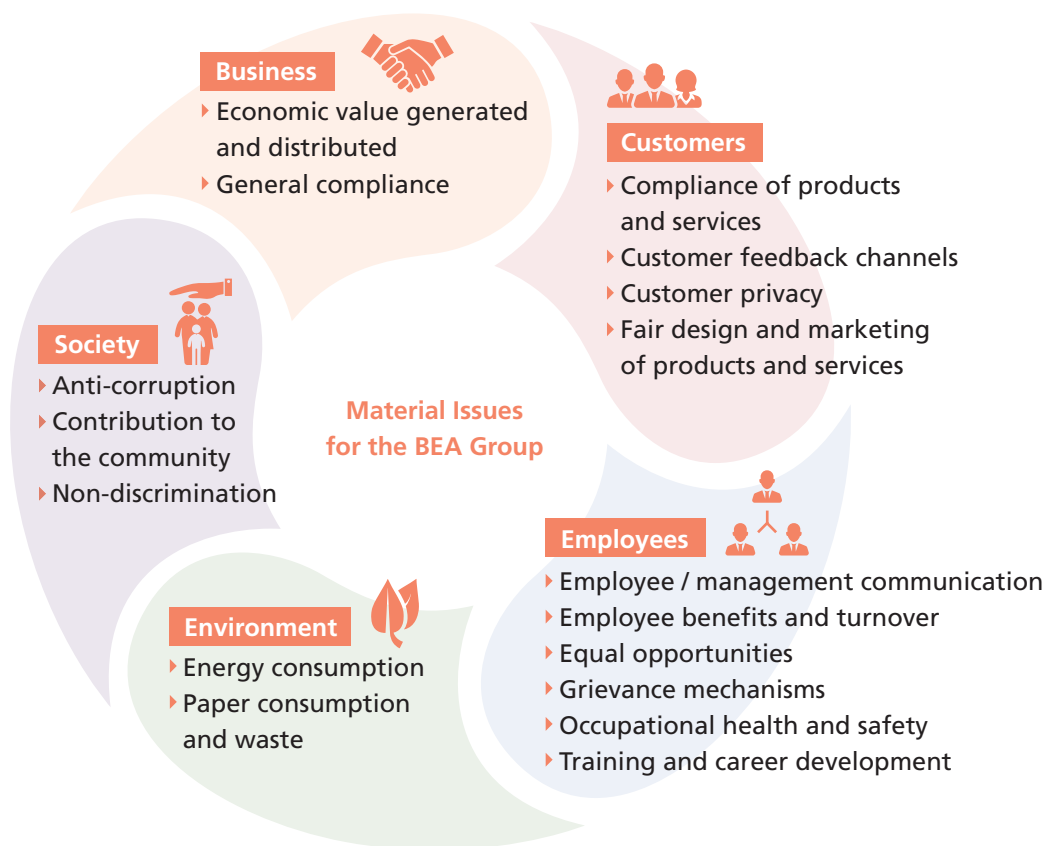 Business
Economic value generated
and distributed
General compliance
Customers
Compliance of products
and services
Customer feedback channels
Customer privacy
Fair design and marketing
of products and services
Society
Anti-corruption
Contribution to
the community
Non-discrimination
Material Issues
for the BEA Group
Employees
Employee / management communication
Employee benefits and turnover
Equal opportunities
Grievance mechanisms
Occupational health and safety
Training and career development
Environment
Energy consumption
Paper consumption
and waste